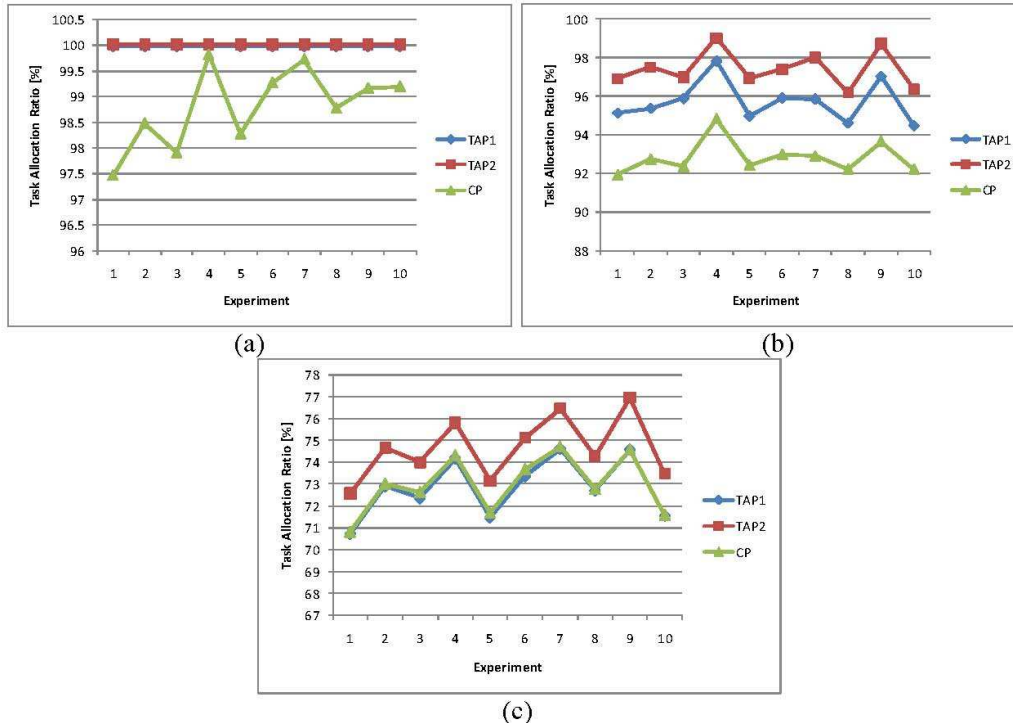 100.5
100
99.5
99
98.5
98
97.5
97
96.5
96
Task Allocation Ratio [%]
1 2 3 4 5 6 7 8 9 10
Experiment
TAP1
TAP2
CP
(a)
100
98
96
94
92
90
88
Task Allocation Ratio [%]
1 2 3 4 5 6 7 8 9 10
Experiment
TAP1
TAP2
CP
(b)
78
77
76
75
74
73
72
71
70
69
68
67
Task Allocation Ratio [%]
1 2 3 4 5 6 7 8 9 10
Experiment
TAP1
TAP2
CP
(c)